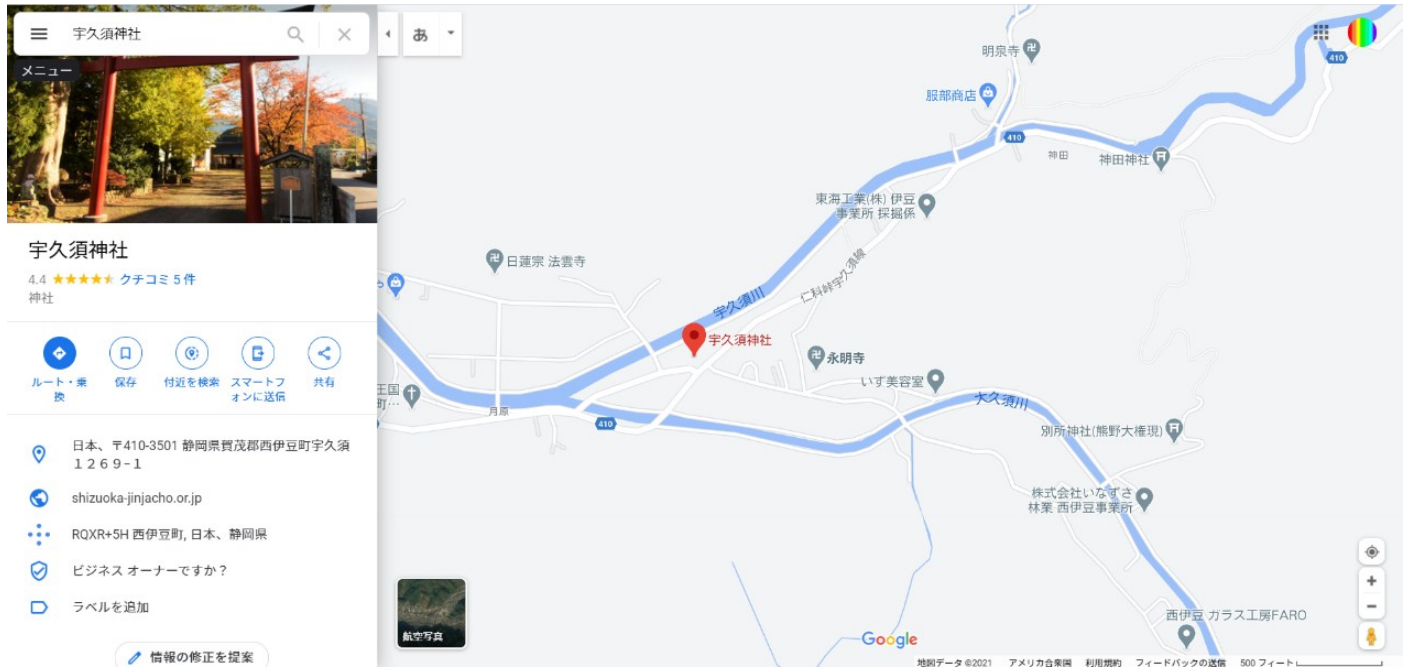 宇久須神社
あ
メニュー
宇久須神社
4.4
クチコミ 5 件
神社
ルート・乗
換
保存
付近を検索
スマートフ
ォンに送信
共有
日本、〒410-3501 静岡県賀茂郡西伊豆町宇久須
1269-1
shizuoka-jinjacho.or.jp
RQXR+5H 西伊豆町, 日本、静岡県
ビジネス オーナーですか?
ラベルを追加
情報の修正を提案
明泉寺
410
服部商店
410
神田
神田神社
東海工業(株) 伊豆
事業所 採掘係
日蓮宗 法雲寺
仁科峠宇久須線
宇久須川
宇久須神社
永明寺
いす美容室
王国
町…
月原
410
大久須川
別所神社(熊野大権現)
株式会社いなずさ
林業 西伊豆事業所
西伊豆 ガラス工房FARO
航空写真
Google
地図データ ©2021 アメリカ合衆国 利用規約 フィードバックの送信 500 フィート